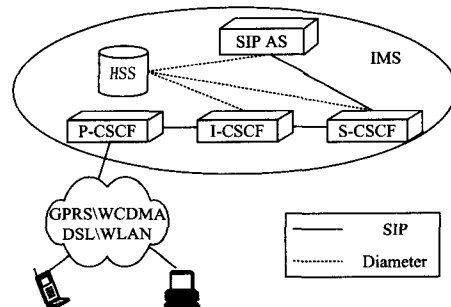 SIP AS
IMS
HSS
P-CSCF
I-CSCF
S-CSCF
GPRS\WCDMA
DSL\WLAN
SIP
Diameter